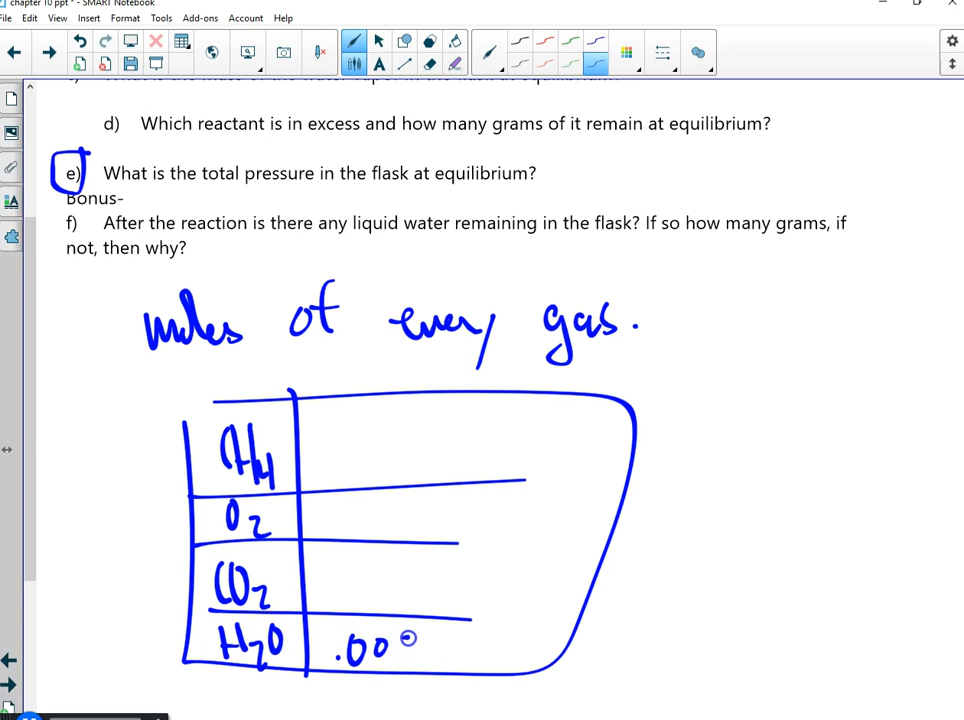 chapter 10 ppt * - SMART Notebook
File Edit View Insert Format Tools Add-ons Account Help
d) Which reactant is in excess and how many grams of it remain at equilibrium?
e) What is the total pressure in the flask at equilibrium?
Bonus-
f) After the reaction is there any liquid water remaining in the flask? If so how many grams, if
not, then why?
moles of every gas.
CH4
O2
CO2
H2O .00